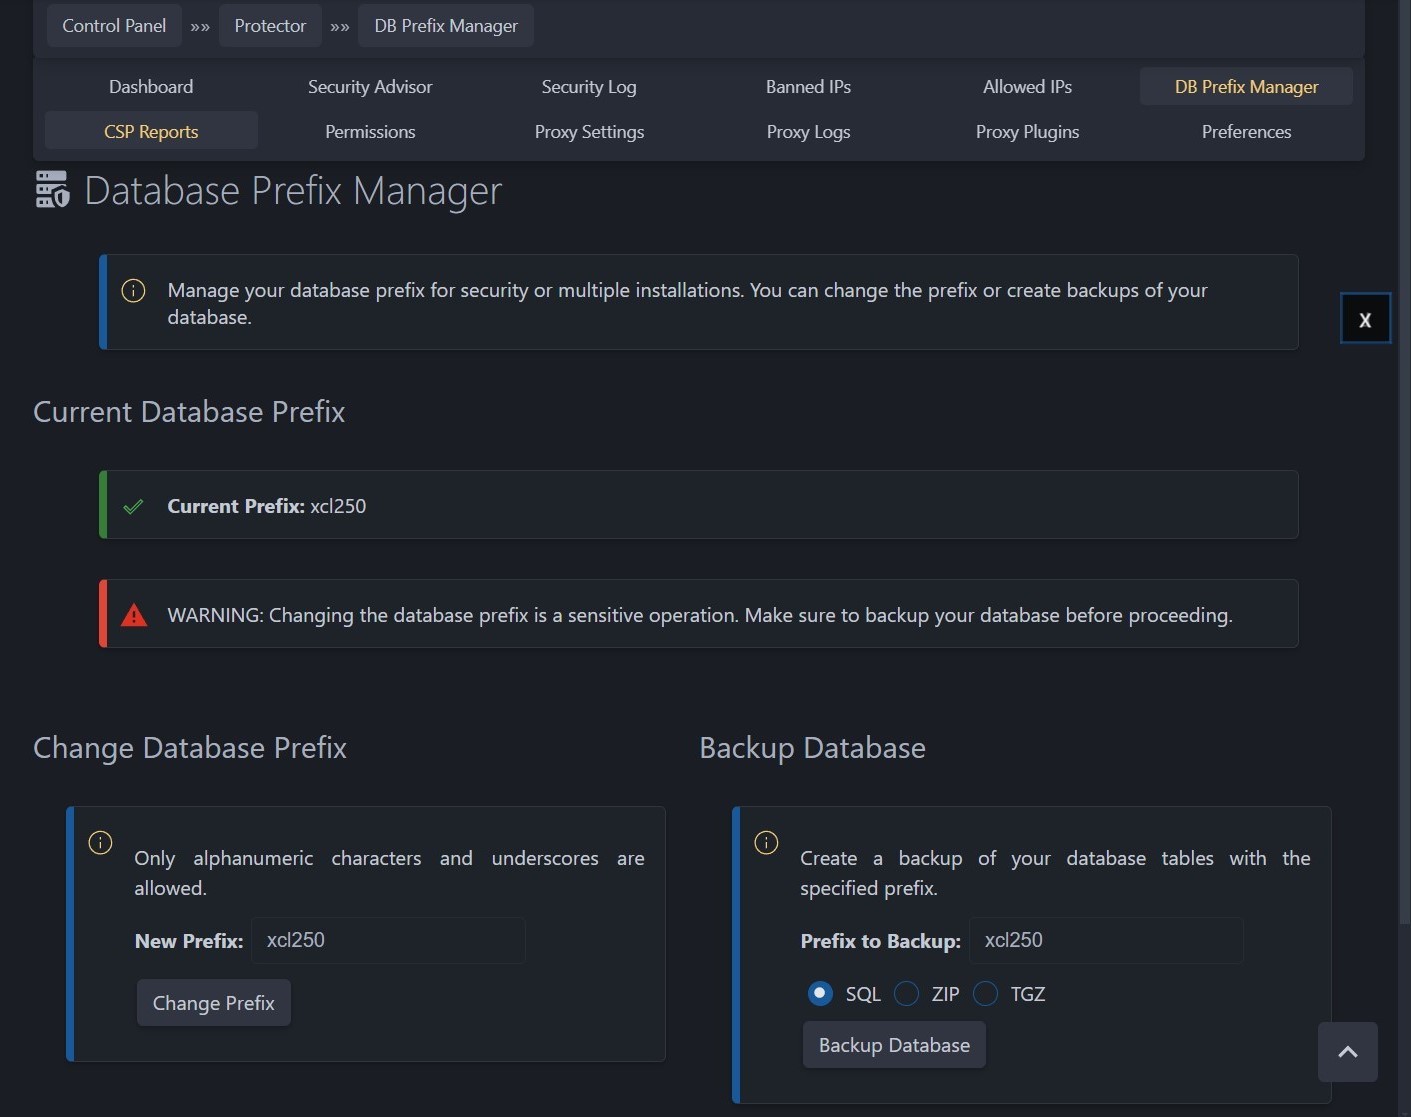 Control Panel »» Protector »» DB Prefix Manager
Dashboard Security Advisor Security Log Banned IPs Allowed IPs DB Prefix Manager
CSP Reports Permissions Proxy Settings Proxy Logs Proxy Plugins Preferences
Database Prefix Manager
Manage your database prefix for security or multiple installations. You can change the prefix or create backups of your
database.
X
Current Database Prefix
Current Prefix: xcl250
WARNING: Changing the database prefix is a sensitive operation. Make sure to backup your database before proceeding.
Change Database Prefix
Only alphanumeric characters and underscores are
allowed.
New Prefix: xcl250
Change Prefix
Backup Database
Create a backup of your database tables with the
specified prefix.
Prefix to Backup: xcl250
SQL ZIP TGZ
Backup Database